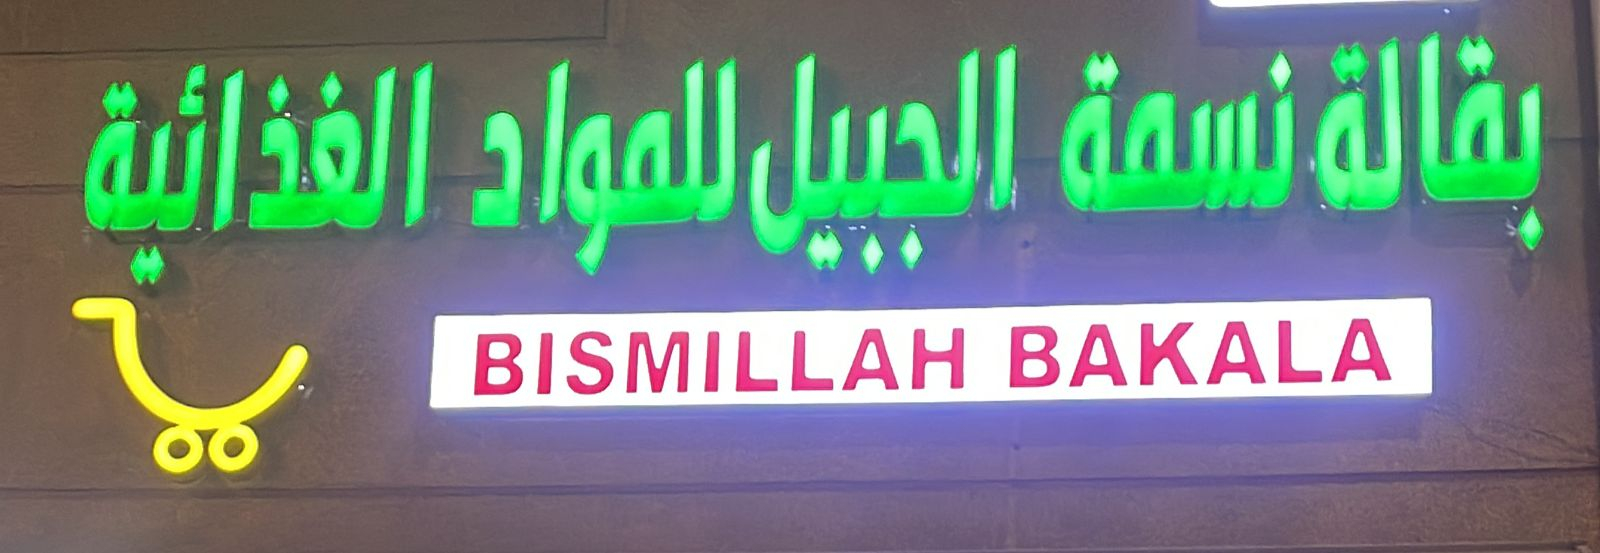 بقالة نسمة الجبيل للمواد الغذائية
BISMILLAH BAKALA